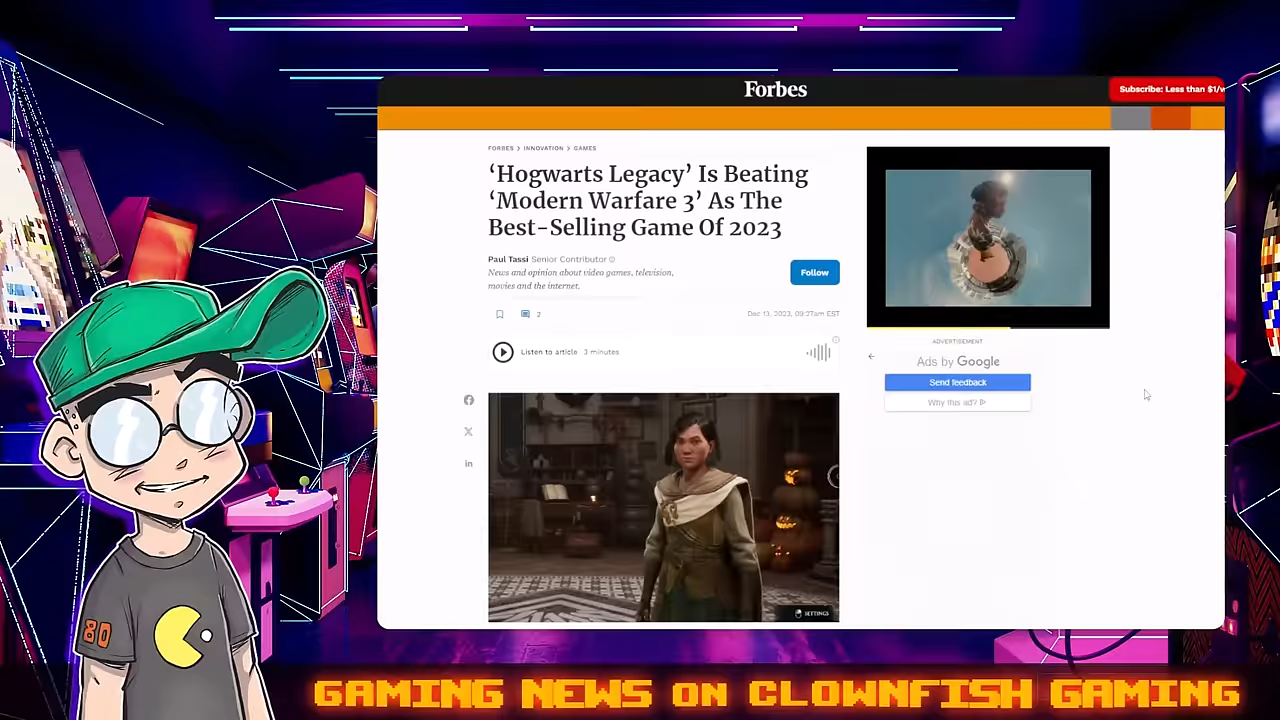 Forbes
Subscribe: Less than $1/w
FORBES > INNOVATION > GAMES
‘Hogwarts Legacy’ Is Beating
‘Modern Warfare 3’ As The
Best-Selling Game Of 2023
Paul Tassi Senior Contributor
News and opinion about video games, television,
movies and the internet.
Follow
2
Dec 13, 2023, 09:27am EST
Listen to article 3 minutes
ADVERTISEMENT
Ads by Google
Send feedback
Why this ad?
in
SETTINGS
80
GAMING NEWS ON CLOWNFISH GAMING